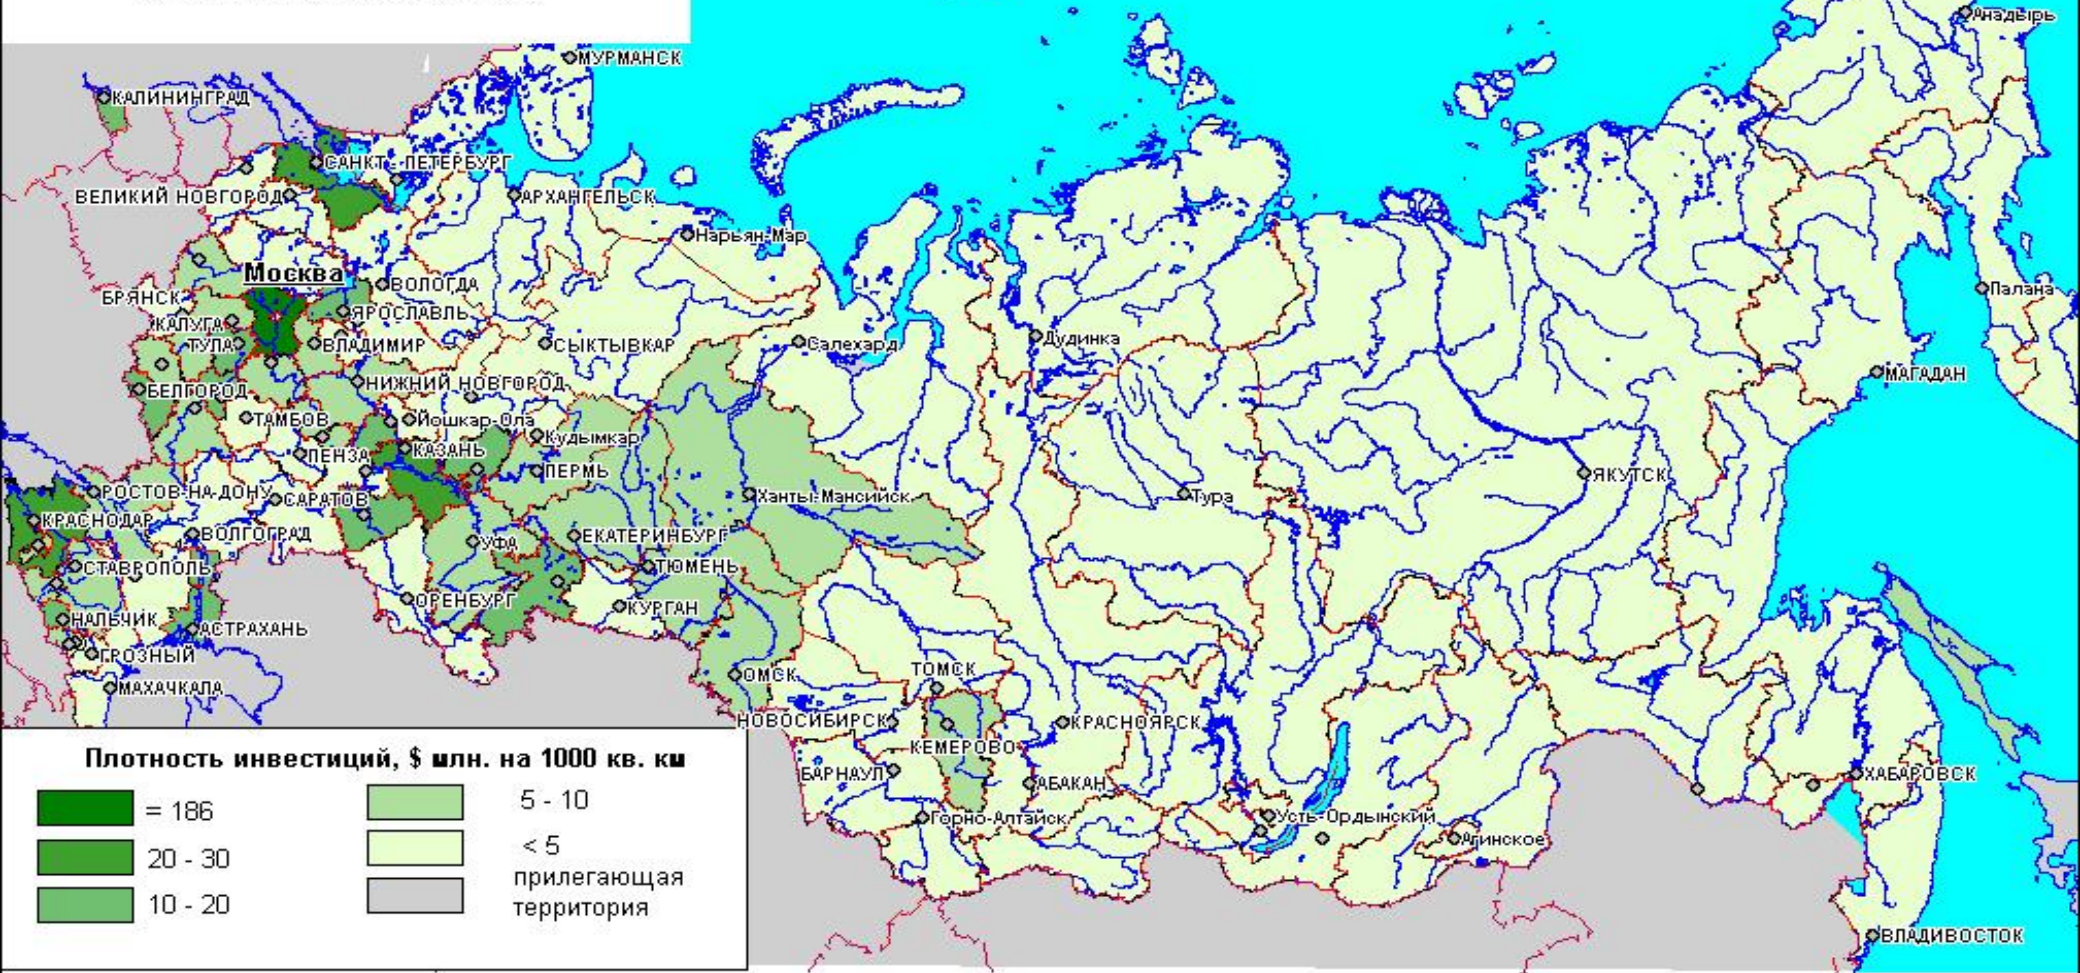 Анадырь
МУРМАНСК
КАЛИНИНГРАД
САНКТ - ПЕТЕРБУРГ
ВЕЛИКИЙ НОВГОРОД
АРХАНГЕЛЬСК
Нарьян-Мар
Москва
ВОЛОГДА
Палана
БРЯНСК
ЯРОСЛАВЛЬ
КАЛУГА
ТУЛА
ВЛАДИМИР
СЫКТЫВКАР
Салехард
Дудинка
МАГАДАН
НИЖНИЙ НОВГОРОД
БЕЛГОРОД
ТАМБОВ
Йошкар-Ола
Кудымкар
ПЕНЗА
КАЗАНЬ
ПЕРМЬ
ЯКУТСК
РОСТОВ-НА-ДОНУ
САРАТОВ
Ханты-Мансийск
Тура
КРАСНОДАР
ВОЛГОГРАД
УФА
ЕКАТЕРИНБУРГ
СТАВРОПОЛЬ
ТЮМЕНЬ
ОРЕНБУРГ
КУРГАН
НАЛЬЧИК
АСТРАХАНЬ
ГРОЗНЫЙ
ТОМСК
ОМСК
МАХАЧКАЛА
НОВОСИБИРСК
КРАСНОЯРСК
КЕМЕРОВО
БАРНАУЛ
АБАКАН
ХАБАРОВСК
Горно-Алтайск
Усть-Ордынский
Агинское
ВЛАДИВОСТОК
Плотность инвестиций, $ млн. на 1000 кв. км
= 186
20 - 30
10 - 20
5 - 10
< 5
прилегающая
территория